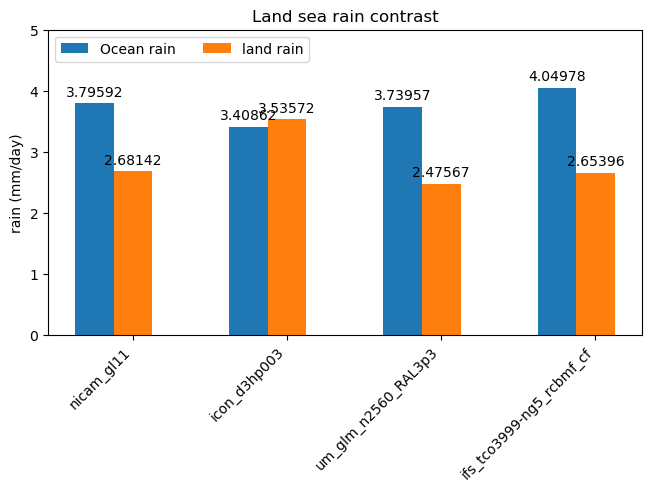 Land sea rain contrast
Ocean rain land rain
rain (mm/day)
5
4
3
2
1
0
3.79592
2.68142
3.40862
3.53572
3.73957
2.47567
4.04978
2.65396
nicam_gl11
icon_d3hp003
um_glm_n2560_RAL3p3
ifs_tco3999-ng5_rcbmf_cf